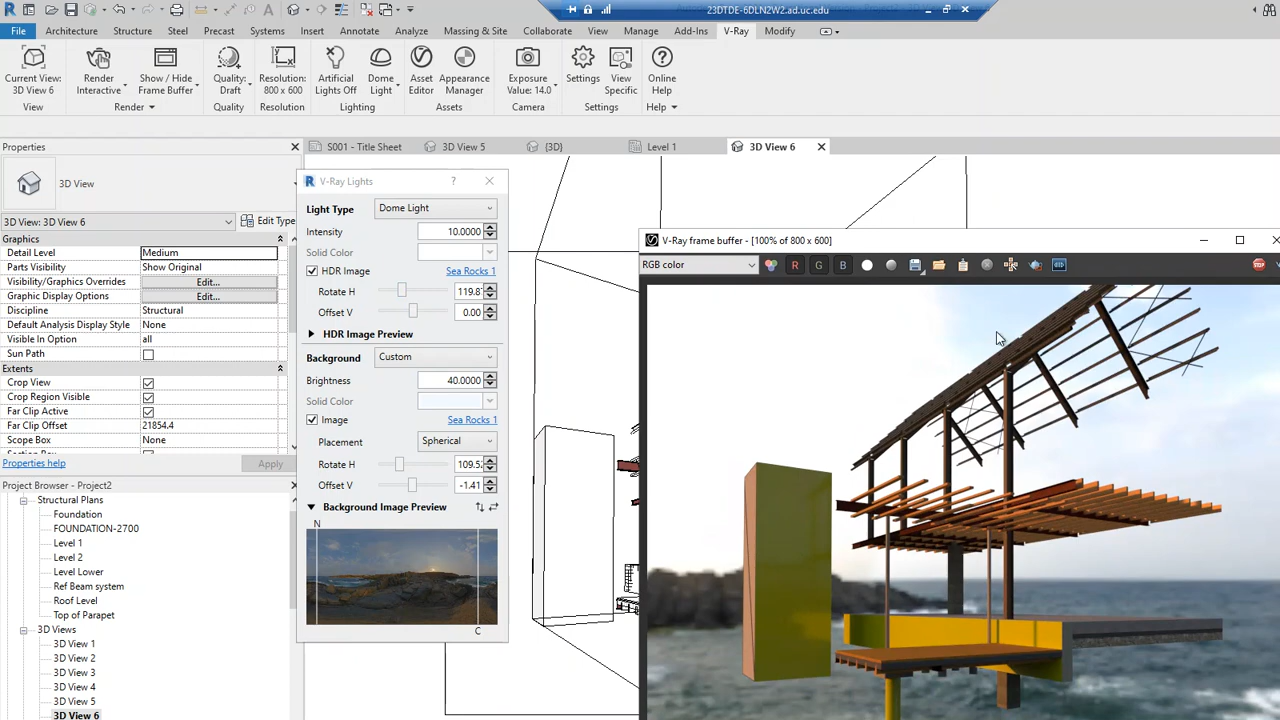 23DTDE-6DLN2W2.ad.uc.edu
File Architecture Structure Steel Precast Systems Insert Annotate Analyze Massing & Site Collaborate View Manage Add-Ins V-Ray Modify
Current View: 3D View 6
Render Interactive
Show / Hide Frame Buffer
Quality: Draft
Resolution: 800 x 600
Artificial Lights Off
Dome Light
Asset Editor
Appearance Manager
Exposure Value: 14.0
Settings
View Specific
Online Help
View Render Quality Resolution Lighting Assets Camera Settings Help
Properties
S001 - Title Sheet 3D View 5 {3D} Level 1 3D View 6
3D View
3D View: 3D View 6 Edit Type
Graphics
Detail Level Medium
Parts Visibility Show Original
Visibility/Graphics Overrides Edit...
Graphic Display Options Edit...
Discipline Structural
Default Analysis Display Style None
Visible In Option all
Sun Path
Extents
Crop View
Crop Region Visible
Far Clip Active
Far Clip Offset 21854.4
Scope Box None
Properties help Apply
Project Browser - Project2
Structural Plans
Foundation
FOUNDATION-2700
Level 1
Level 2
Level Lower
Ref Beam system
Roof Level
Top of Parapet
3D Views
3D View 1
3D View 2
3D View 3
3D View 4
3D View 5
3D View 6
V-Ray Lights ?
Light Type Dome Light
Intensity 10.0000
Solid Color
HDR Image Sea Rocks 1
Rotate H 119.8
Offset V 0.00
HDR Image Preview
Background Custom
Brightness 40.0000
Solid Color
Image Sea Rocks 1
Placement Spherical
Rotate H 109.5
Offset V -1.41
Background Image Preview
N
C
V-Ray frame buffer - [100% of 800 x 600]
RGB color R G B STOP